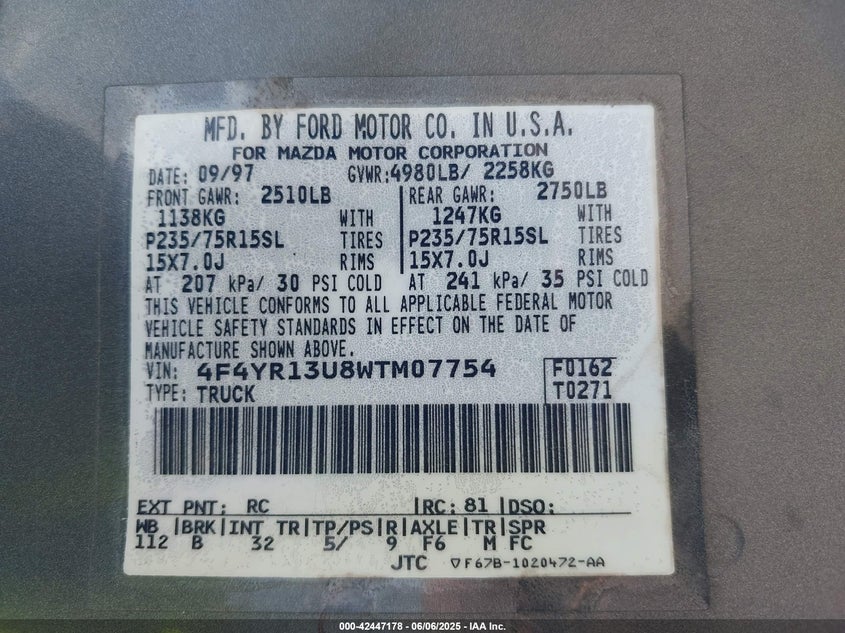 MFD. BY FORD MOTOR CO. IN U.S.A.
FOR MAZDA MOTOR CORPORATION
DATE: 09/97 GVWR:4980LB/ 2258KG
FRONT GAWR: 2510LB REAR GAWR: 2750LB
1138KG WITH 1247KG WITH
P235/75R15SL TIRES P235/75R15SL TIRES
15X7.0J RIMS 15X7.0J RIMS
AT 207 kPa/ 30 PSI COLD AT 241 kPa/ 35 PSI COLD
THIS VEHICLE CONFORMS TO ALL APPLICABLE FEDERAL MOTOR
VEHICLE SAFETY STANDARDS IN EFFECT ON THE DATE OF
MANUFACTURE SHOWN ABOVE.
VIN: 4F4YR13U8WTM07754 F0162
TYPE: TRUCK T0271
EXT PNT: RC |RC: 81 |DSO:
WB |BRK|INT TR|TP/PS|R|AXLE|TR|SPR
112 B 32 5/ 9 F6 M FC
JTC ▽F67B-1020472-AA
000-42447178 - 06/06/2025 - IAA Inc.